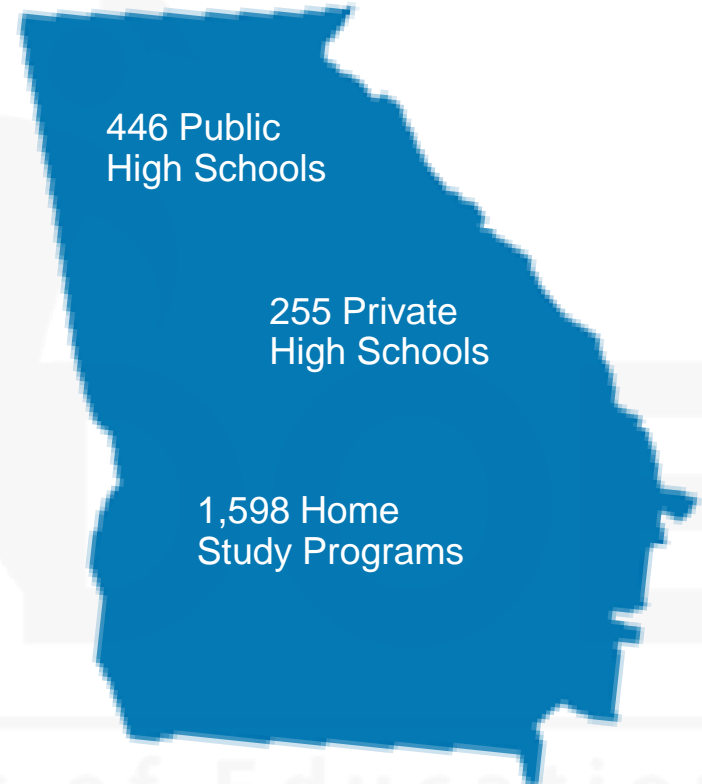 446 Public
High Schools
255 Private
High Schools
1,598 Home
Study Programs